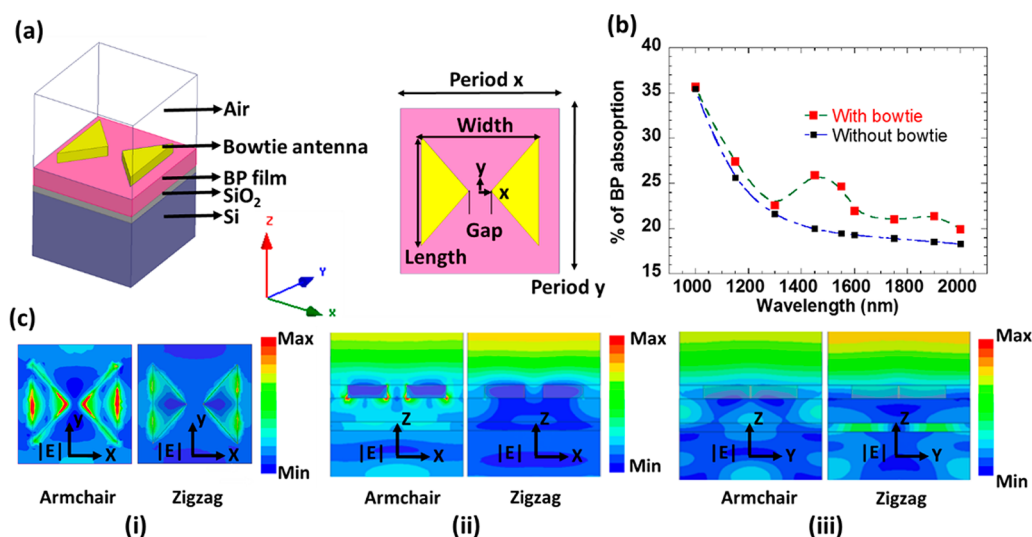 (a)
Air
Bowtie antenna
BP film
SiO₂
Si
Z
Y
X
Period x
Width
y
x
Gap
Length
Period y
(b)
% of BP absoprtion
40
35
30
25
20
15
With bowtie
Without bowtie
1000 1200 1400 1600 1800 2000
Wavelength (nm)
(c)
y
|E|
X
Armchair
y
|E|
X
Zigzag
Max
Min
(i)
Z
|E|
X
Armchair
Z
|E|
X
Zigzag
Max
Min
(ii)
Z
|E|
Y
Armchair
Z
|E|
Y
Zigzag
Max
Min
(iii)